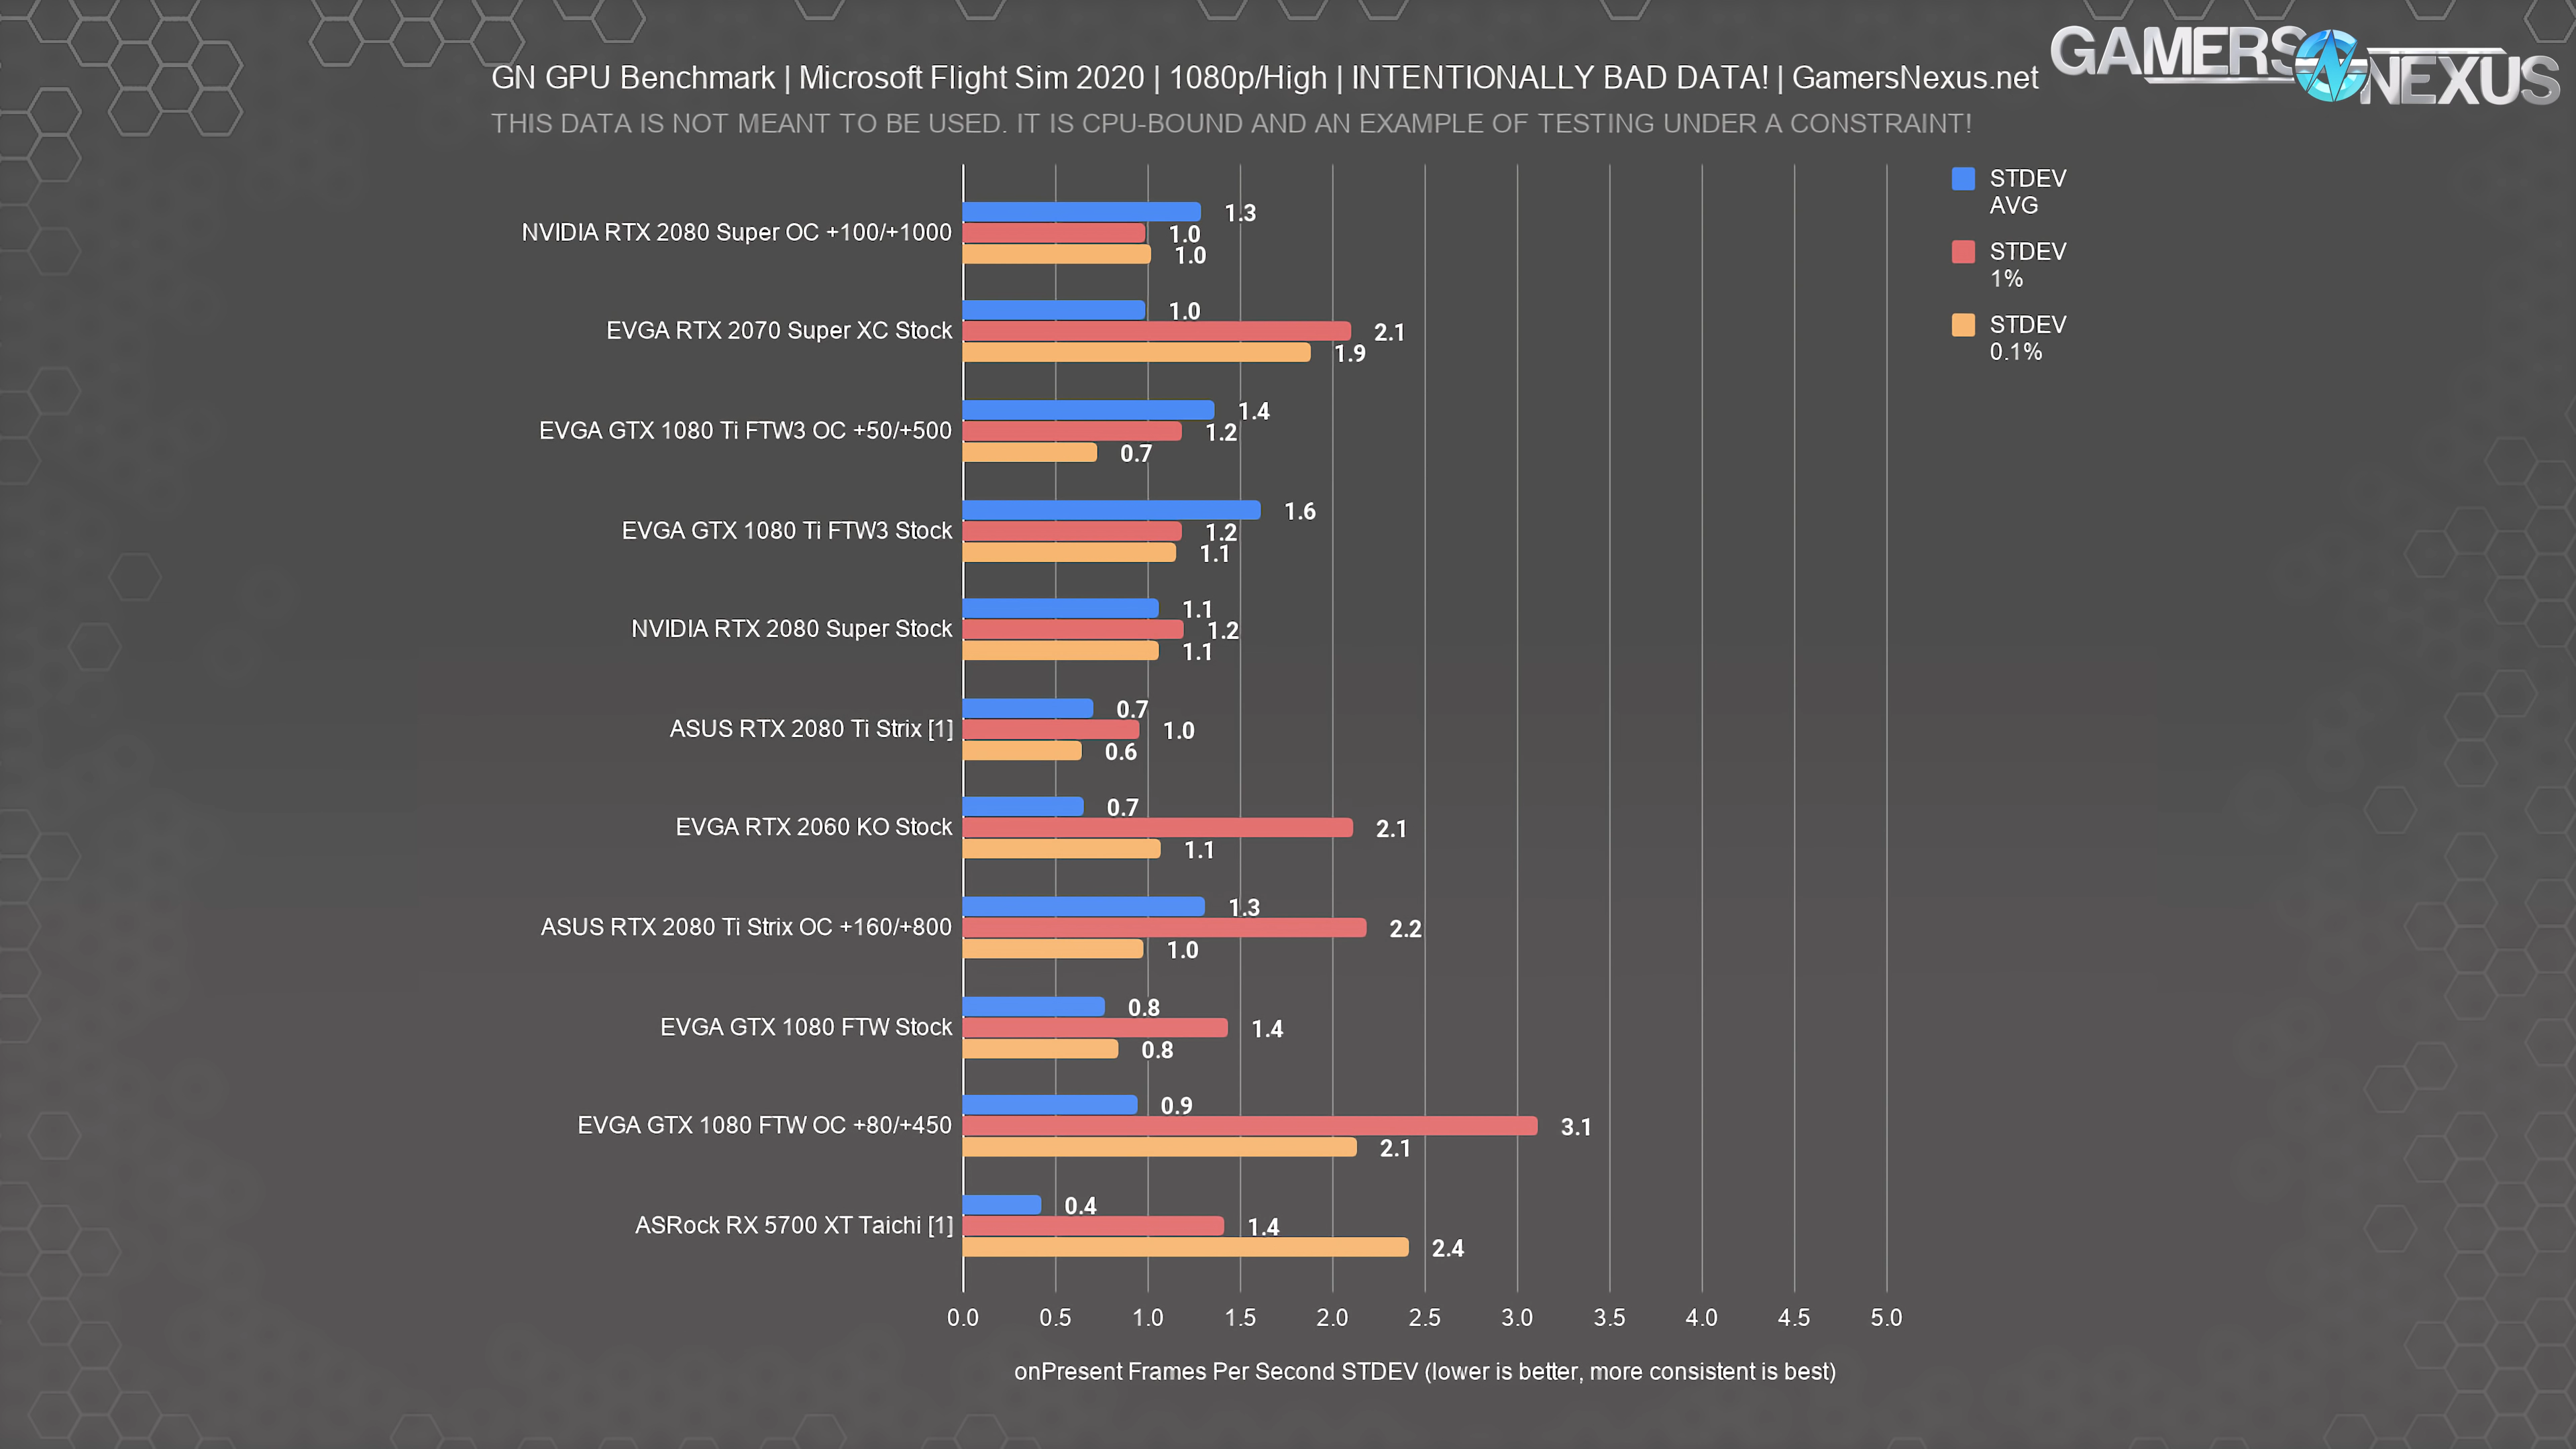 GAMERS NEXUS
GN GPU Benchmark | Microsoft Flight Sim 2020 | 1080p/High | INTENTIONALLY BAD DATA! | GamersNexus.net
THIS DATA IS NOT MEANT TO BE USED. IT IS CPU-BOUND AND AN EXAMPLE OF TESTING UNDER A CONSTRAINT!
STDEV
AVG
STDEV
1%
STDEV
0.1%
NVIDIA RTX 2080 Super OC +100/+1000
1.3
1.0
1.0
EVGA RTX 2070 Super XC Stock
1.0
2.1
1.9
EVGA GTX 1080 Ti FTW3 OC +50/+500
1.4
1.2
0.7
EVGA GTX 1080 Ti FTW3 Stock
1.6
1.2
1.1
NVIDIA RTX 2080 Super Stock
1.1
1.2
1.1
ASUS RTX 2080 Ti Strix [1]
0.7
1.0
0.6
EVGA RTX 2060 KO Stock
0.7
2.1
1.1
ASUS RTX 2080 Ti Strix OC +160/+800
1.3
2.2
1.0
EVGA GTX 1080 FTW Stock
0.8
1.4
0.8
EVGA GTX 1080 FTW OC +80/+450
0.9
3.1
2.1
ASRock RX 5700 XT Taichi [1]
0.4
1.4
2.4
0.0 0.5 1.0 1.5 2.0 2.5 3.0 3.5 4.0 4.5 5.0
onPresent Frames Per Second STDEV (lower is better, more consistent is best)